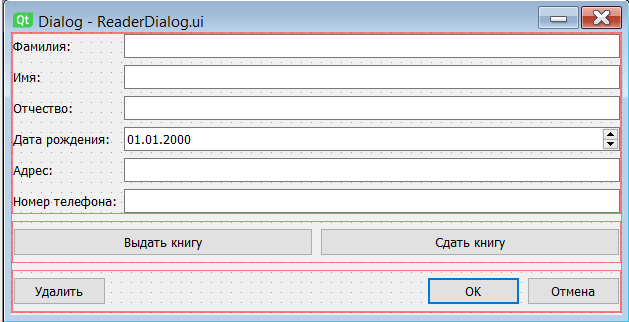 Qt Dialog - ReaderDialog.ui
Фамилия:
Имя:
Отчество:
Дата рождения: 01.01.2000
Адрес:
Номер телефона:
Выдать книгу Сдать книгу
Удалить OK Отмена